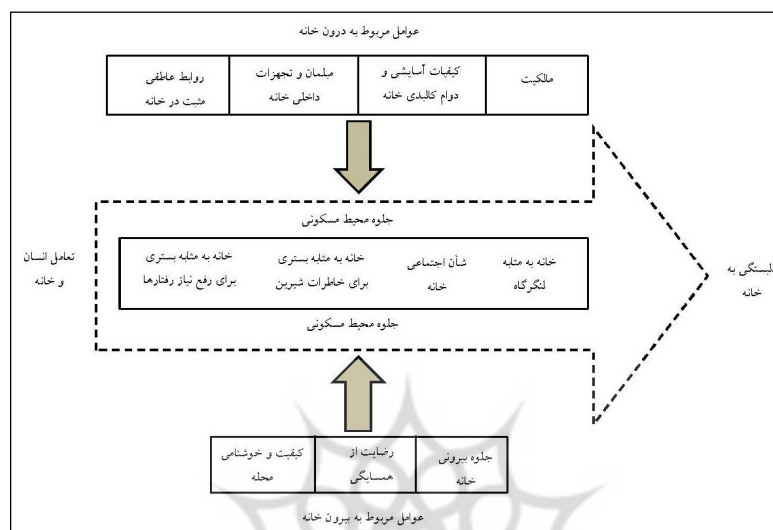 عوامل مربوط به درون خانه
مالکیت
کیفیات آسایشی و
دوام کالبدی خانه
مبلمان و تجهزات
داخلی خانه
روابط عاطفی
مثبت در خانه
جلوه محیط مسکونی
خانه به مثابه
لنگرگاه
شأن اجتماعی
خانه
خانه به مثابه بستری
برای خاطرات شیرین
خانه به مثابه بستری
برای رفع نیاز رفتارها
جلوه محیط مسکونی
تعامل انسان
و خانه
لبستگی به
خانه
جلوه بیرونی
خانه
رضایت از
همسایگی
کیفیت و خوشنامی
محله
عوامل مربوط به بیرون خانه